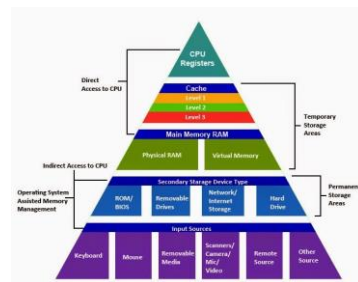 CPU
Registers
Direct
Access to CPU
Cache
Level 1
Level 2
Level 3
Temporary
Storage
Areas
Main Memory RAM
Physical RAM
Virtual Memory
Indirect Access to CPU
Secondary Storage Device Type
Operating System
Assisted Memory
Management
ROM/
BIOS
Removable
Drives
Network/
Internet
Storage
Hard
Drive
Permanen
Storage
Areas
Input Sources
Keyboard
Mouse
Removable
Media
Scanners/
Camera/
Mic/
Video
Remote
Source
Other
Source